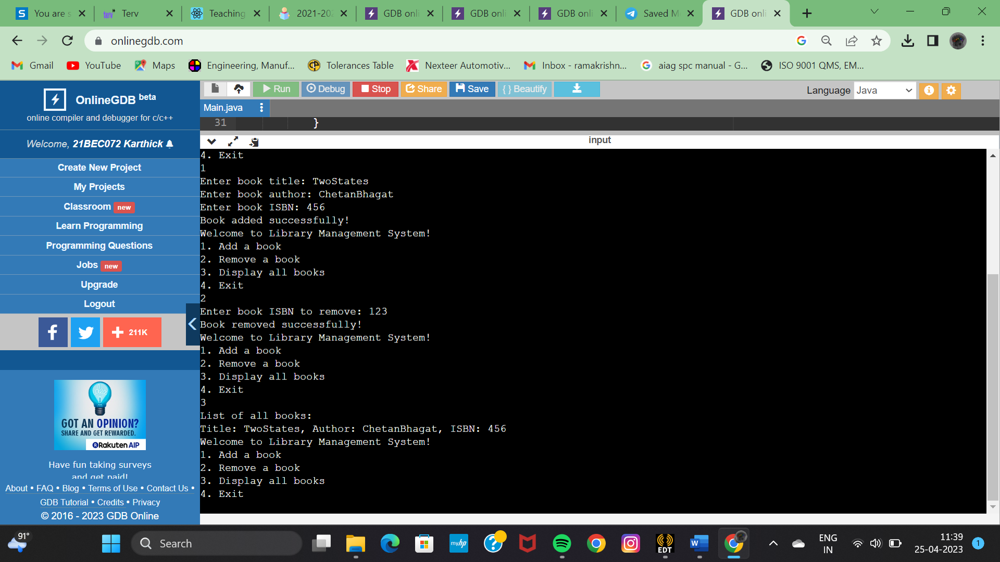 You are s
Terv
Teaching
2021-202
GDB onli
GDB onli
GDB onli
Saved M
GDB onli
onlinegdb.com
Gmail
YouTube
Maps
Engineering, Manuf...
Tolerances Table
Nexteer Automotiv...
Inbox - ramakrishn...
aiag spc manual - G...
ISO 9001 QMS, EM...
OnlineGDB beta
online compiler and debugger for c/c++
Welcome, 21BEC072 Karthick
Create New Project
My Projects
Classroom new
Learn Programming
Programming Questions
Jobs new
Upgrade
Logout
211K
GOT AN OPINION?
SHARE AND GET REWARDED.
Rakuten AIP
Have fun taking surveys
and get paid!
About • FAQ • Blog • Terms of Use • Contact Us •
GDB Tutorial • Credits • Privacy
© 2016 - 2023 GDB Online
Run
Debug
Stop
Share
Save
{ } Beautify
Language Java
Main.java
31 }
input
4. Exit
1
Enter book title: TwoStates
Enter book author: ChetanBhagat
Enter book ISBN: 456
Book added successfully!
Welcome to Library Management System!
1. Add a book
2. Remove a book
3. Display all books
4. Exit
2
Enter book ISBN to remove: 123
Book removed successfully!
Welcome to Library Management System!
1. Add a book
2. Remove a book
3. Display all books
4. Exit
3
List of all books:
Title: TwoStates, Author: ChetanBhagat, ISBN: 456
Welcome to Library Management System!
1. Add a book
2. Remove a book
3. Display all books
4. Exit
91°
Search
myhp
EDT
ENG
IN
11:39
25-04-2023
1